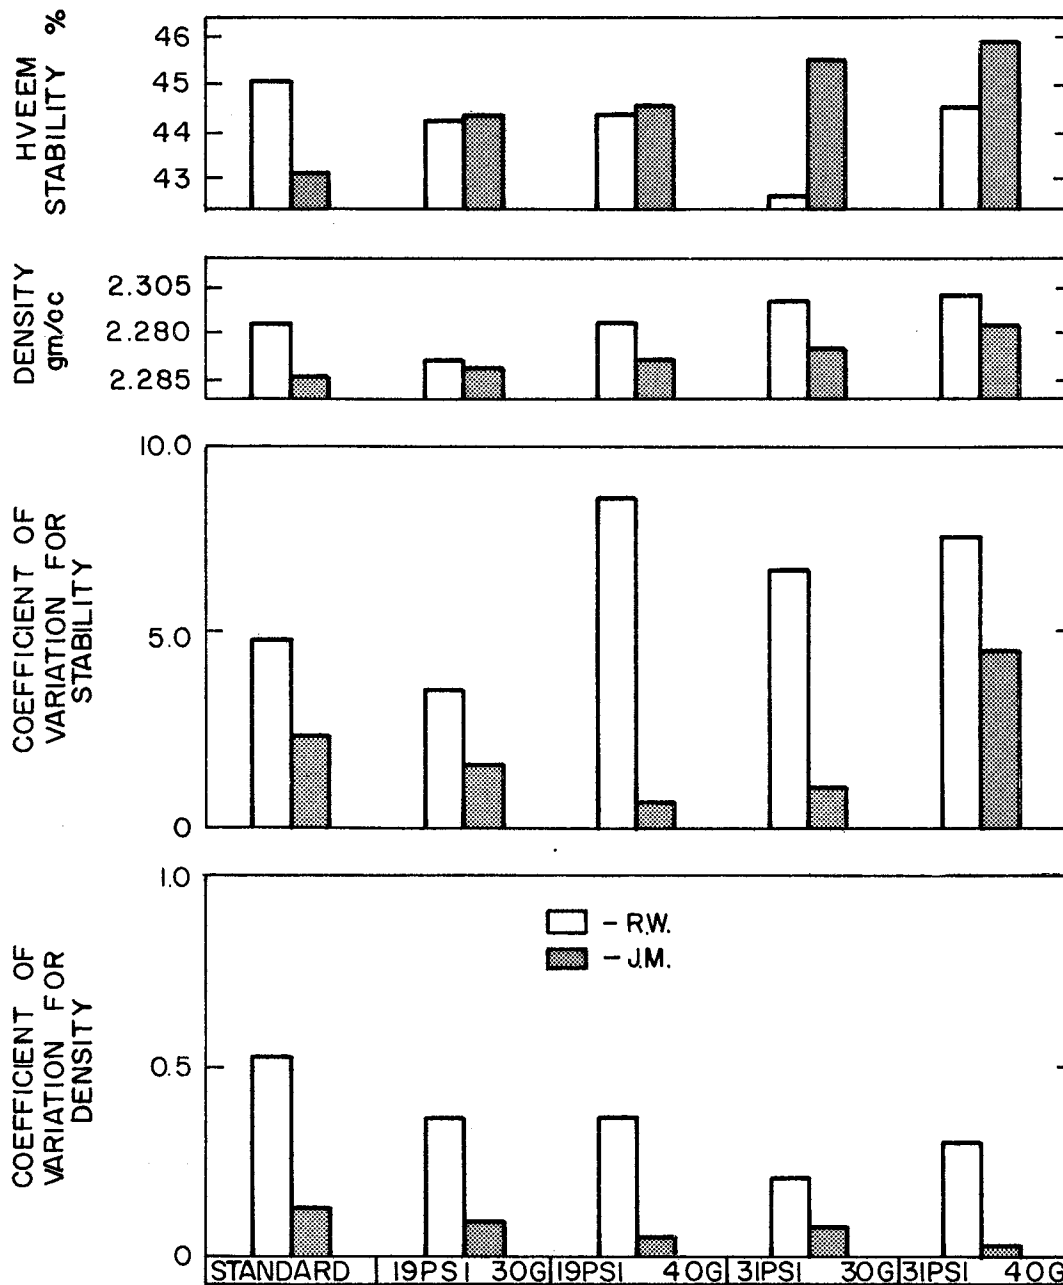 HVEEM
STABILITY %
46
45
44
43
DENSITY
gm/cc
2.305
2.280
2.285
COEFFICIENT OF
VARIATION FOR
STABILITY
10.0
5.0
0
COEFFICIENT OF
VARIATION FOR
DENSITY
1.0
0.5
0
- R.W.
- J.M.
STANDARD 19PSI 30G 19PSI 40G 31PSI 30G 31PSI 40G